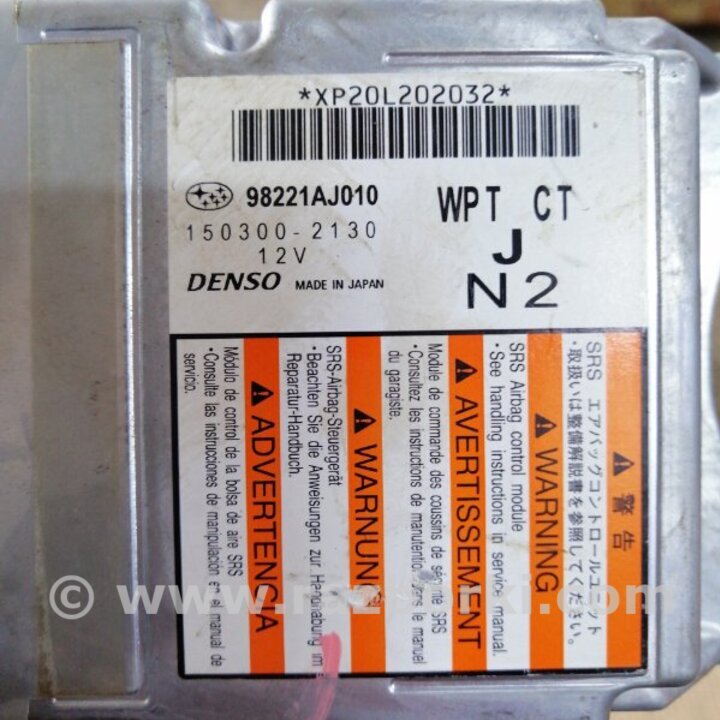 *XP20L202032*
98221AJ010
150300-2130
12V
DENSO MADE IN JAPAN
WPT CT
J
N2
警告
SRS エアバッグコントロールユニット
・取扱いは整備解説書を参照してください。
WARNING
SRS Airbag control module
• See handling instructions in service manual.
AVERTISSEMENT
Module de commande des coussins de sécurité SRS
• Consultez les instructions de manutention dans le manuel
du garagiste.
WARNUNG
SRS-Airbag-Steuergerät
• Beachten Sie die Anweisungen zur Handhabung im
Reparatur-Handbuch.
ADVERTENCIA
Módulo de control de la bolsa de aire SRS
• Consulte las instrucciones de manipulación en el manual de
servicio.